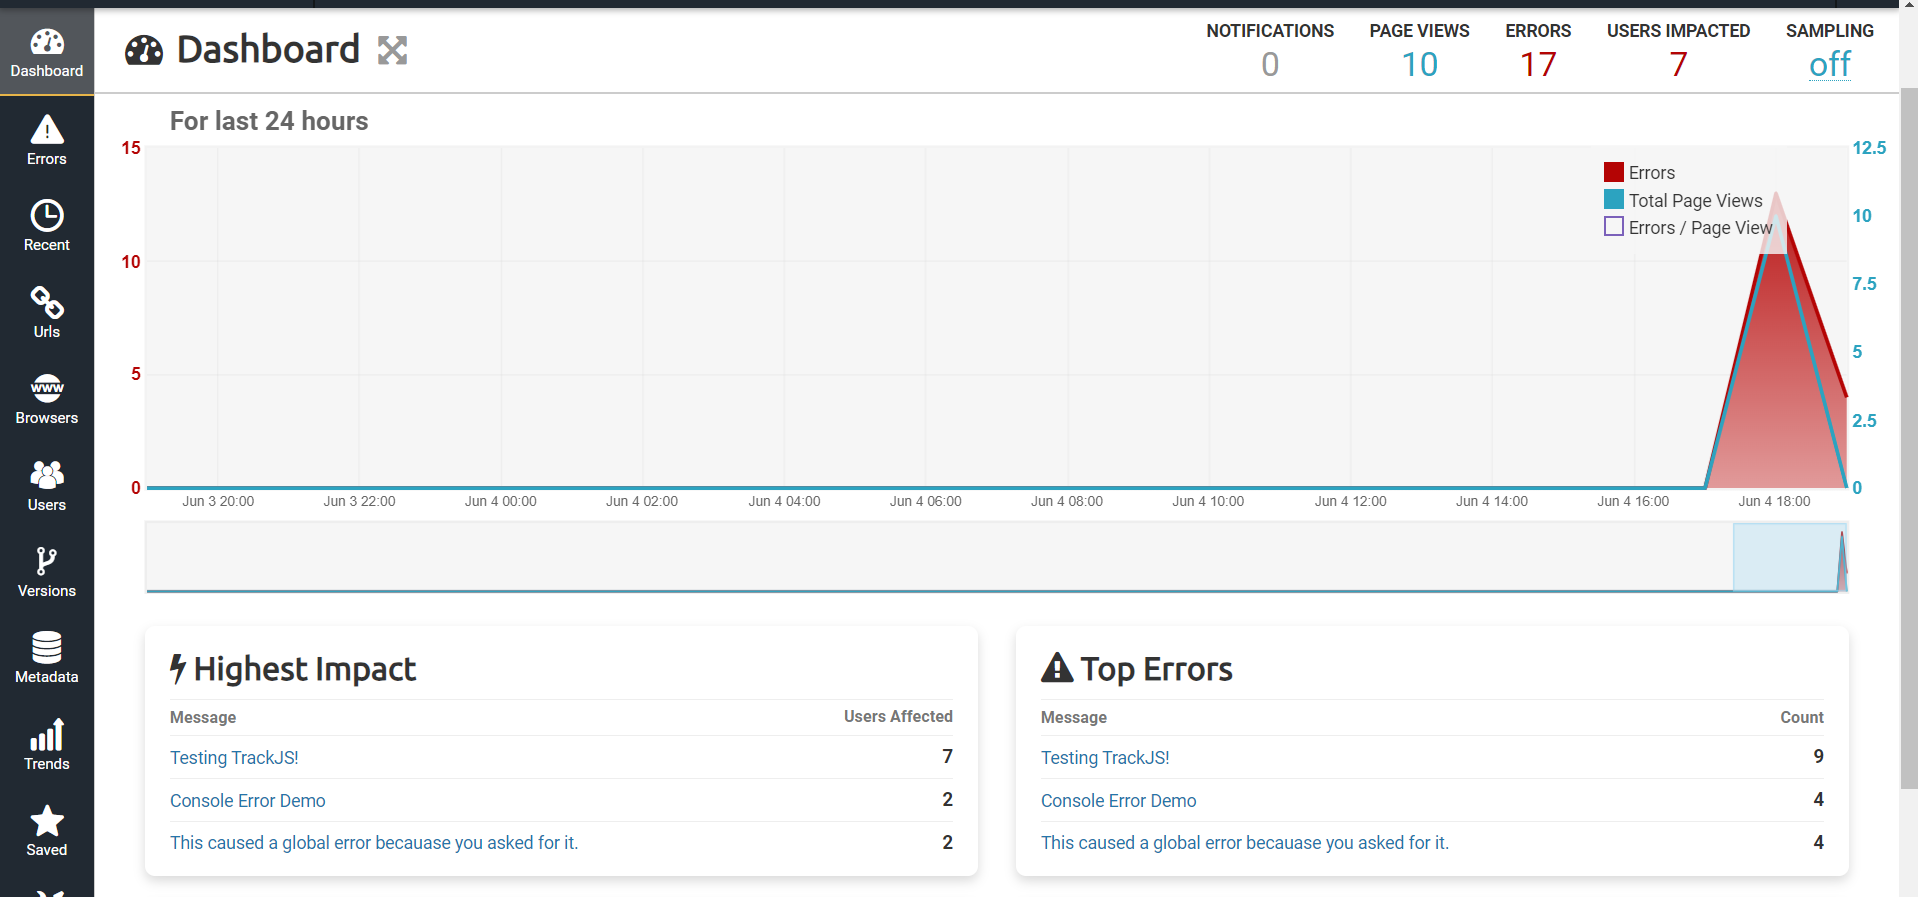 Dashboard
Errors
Recent
Urls
www
Browsers
Users
Versions
Metadata
Trends
Saved
Dashboard
NOTIFICATIONS PAGE VIEWS ERRORS USERS IMPACTED SAMPLING
0 10 17 7 off
For last 24 hours
15 12.5
Errors
Total Page Views
10
Errors / Page View
10
7.5
5
5
2.5
0 0
Jun 3 20:00 Jun 3 22:00 Jun 4 00:00 Jun 4 02:00 Jun 4 04:00 Jun 4 06:00 Jun 4 08:00 Jun 4 10:00 Jun 4 12:00 Jun 4 14:00 Jun 4 16:00 Jun 4 18:00
Highest Impact
Message Users Affected
Testing TrackJS! 7
Console Error Demo 2
This caused a global error becauase you asked for it. 2
Top Errors
Message Count
Testing TrackJS! 9
Console Error Demo 4
This caused a global error becauase you asked for it. 4